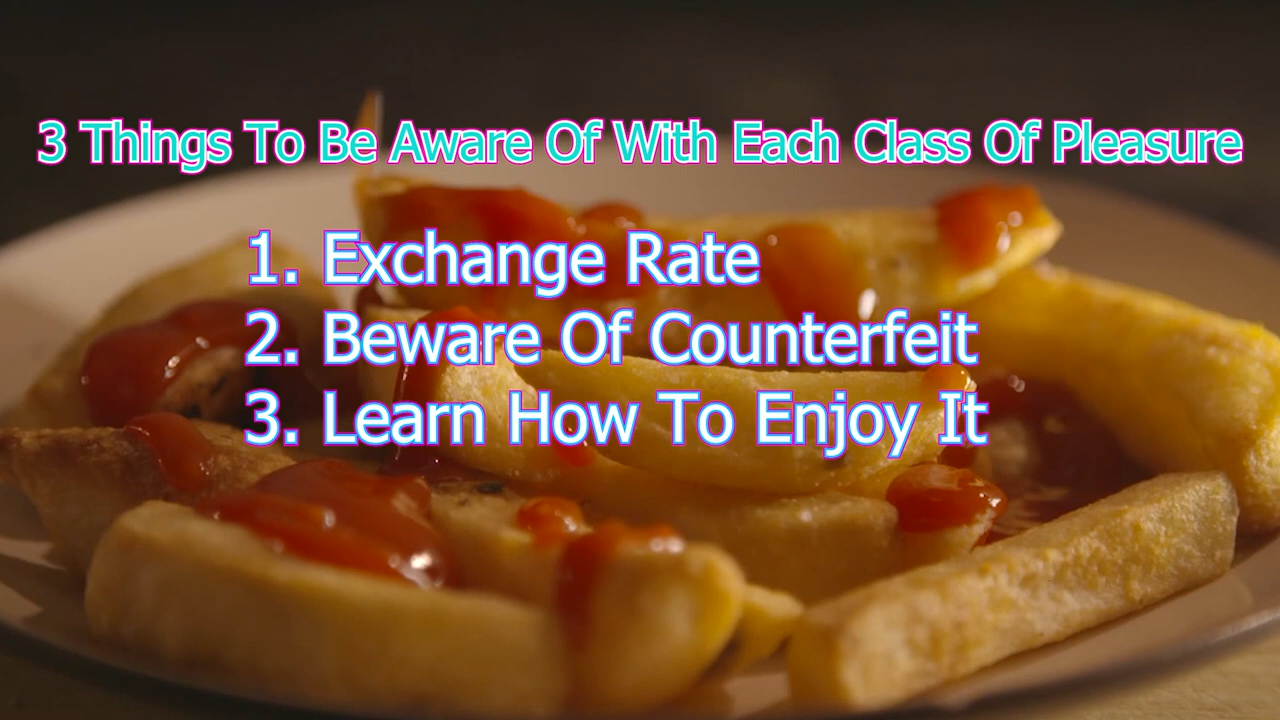 3 Things To Be Aware Of With Each Class Of Pleasure
1. Exchange Rate
2. Beware Of Counterfeit
3. Learn How To Enjoy It